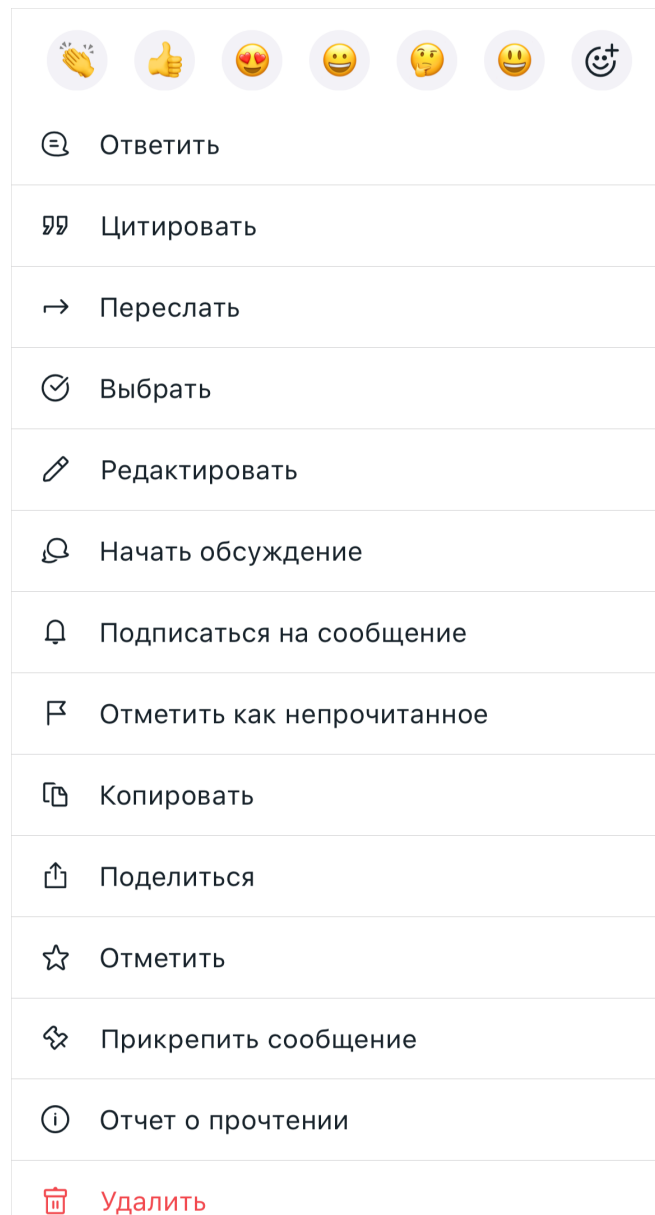 Ответить
Цитировать
Переслать
Выбрать
Редактировать
Начать обсуждение
Подписаться на сообщение
Отметить как непрочитанное
Копировать
Поделиться
Отметить
Прикрепить сообщение
Отчет о прочтении
Удалить